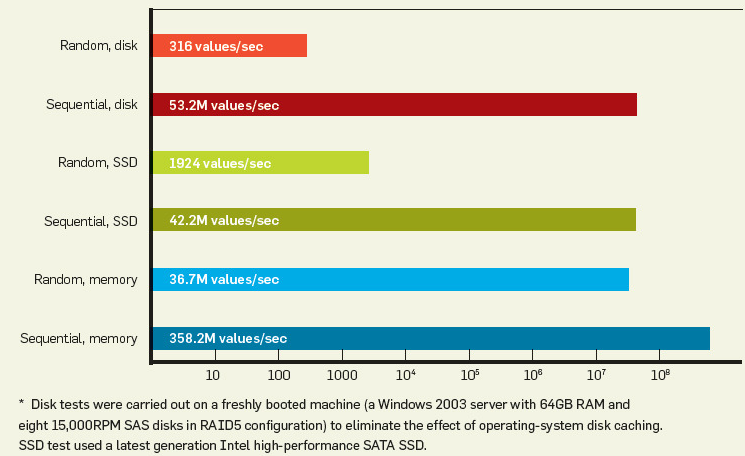 Random, disk 316 values/sec
Sequential, disk 53.2M values/sec
Random, SSD 1924 values/sec
Sequential, SSD 42.2M values/sec
Random, memory 36.7M values/sec
Sequential, memory 358.2M values/sec
10 100 1000 10⁴ 10⁵ 10⁶ 10⁷ 10⁸
* Disk tests were carried out on a freshly booted machine (a Windows 2003 server with 64GB RAM and
eight 15,000RPM SAS disks in RAID5 configuration) to eliminate the effect of operating-system disk caching.
SSD test used a latest generation Intel high-performance SATA SSD.